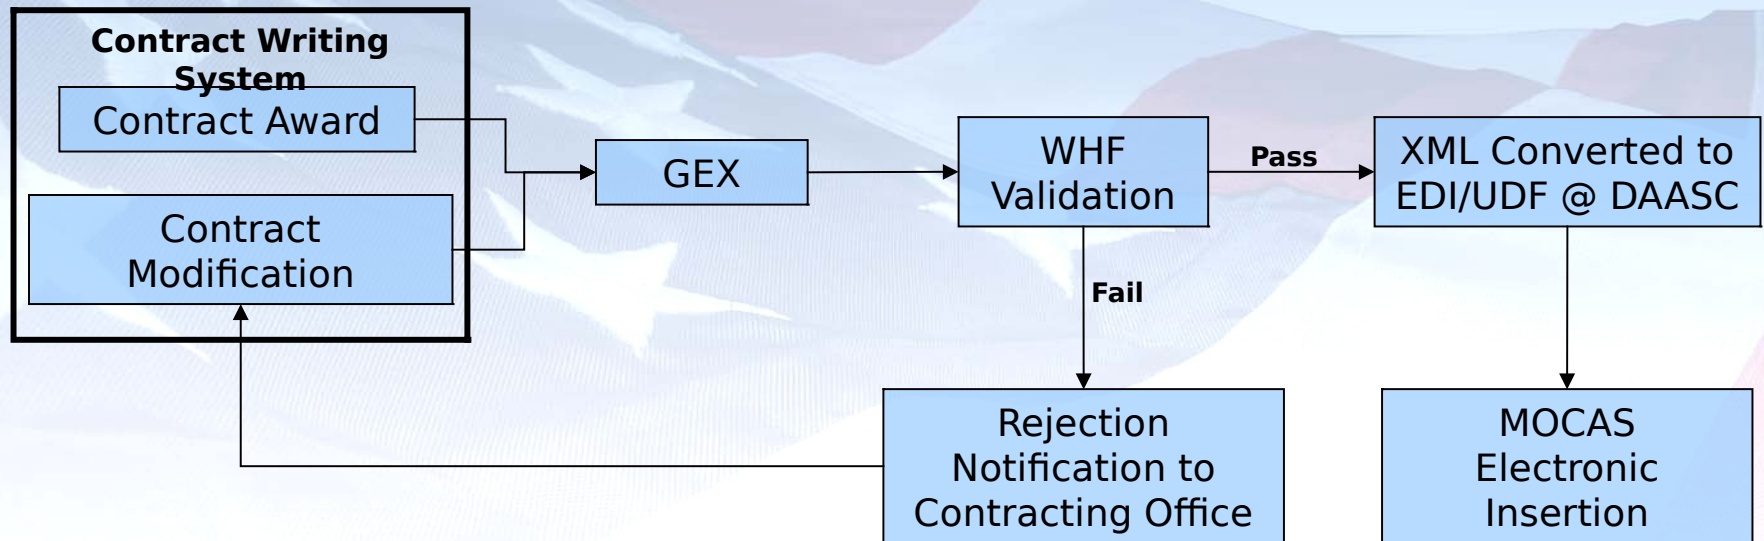 Contract Writing
System
Contract Award
Contract
Modification
GEX
WHF
Validation
Pass
XML Converted to
EDI/UDF @ DAASC
Fail
Rejection
Notification to
Contracting Office
MOCAS
Electronic
Insertion